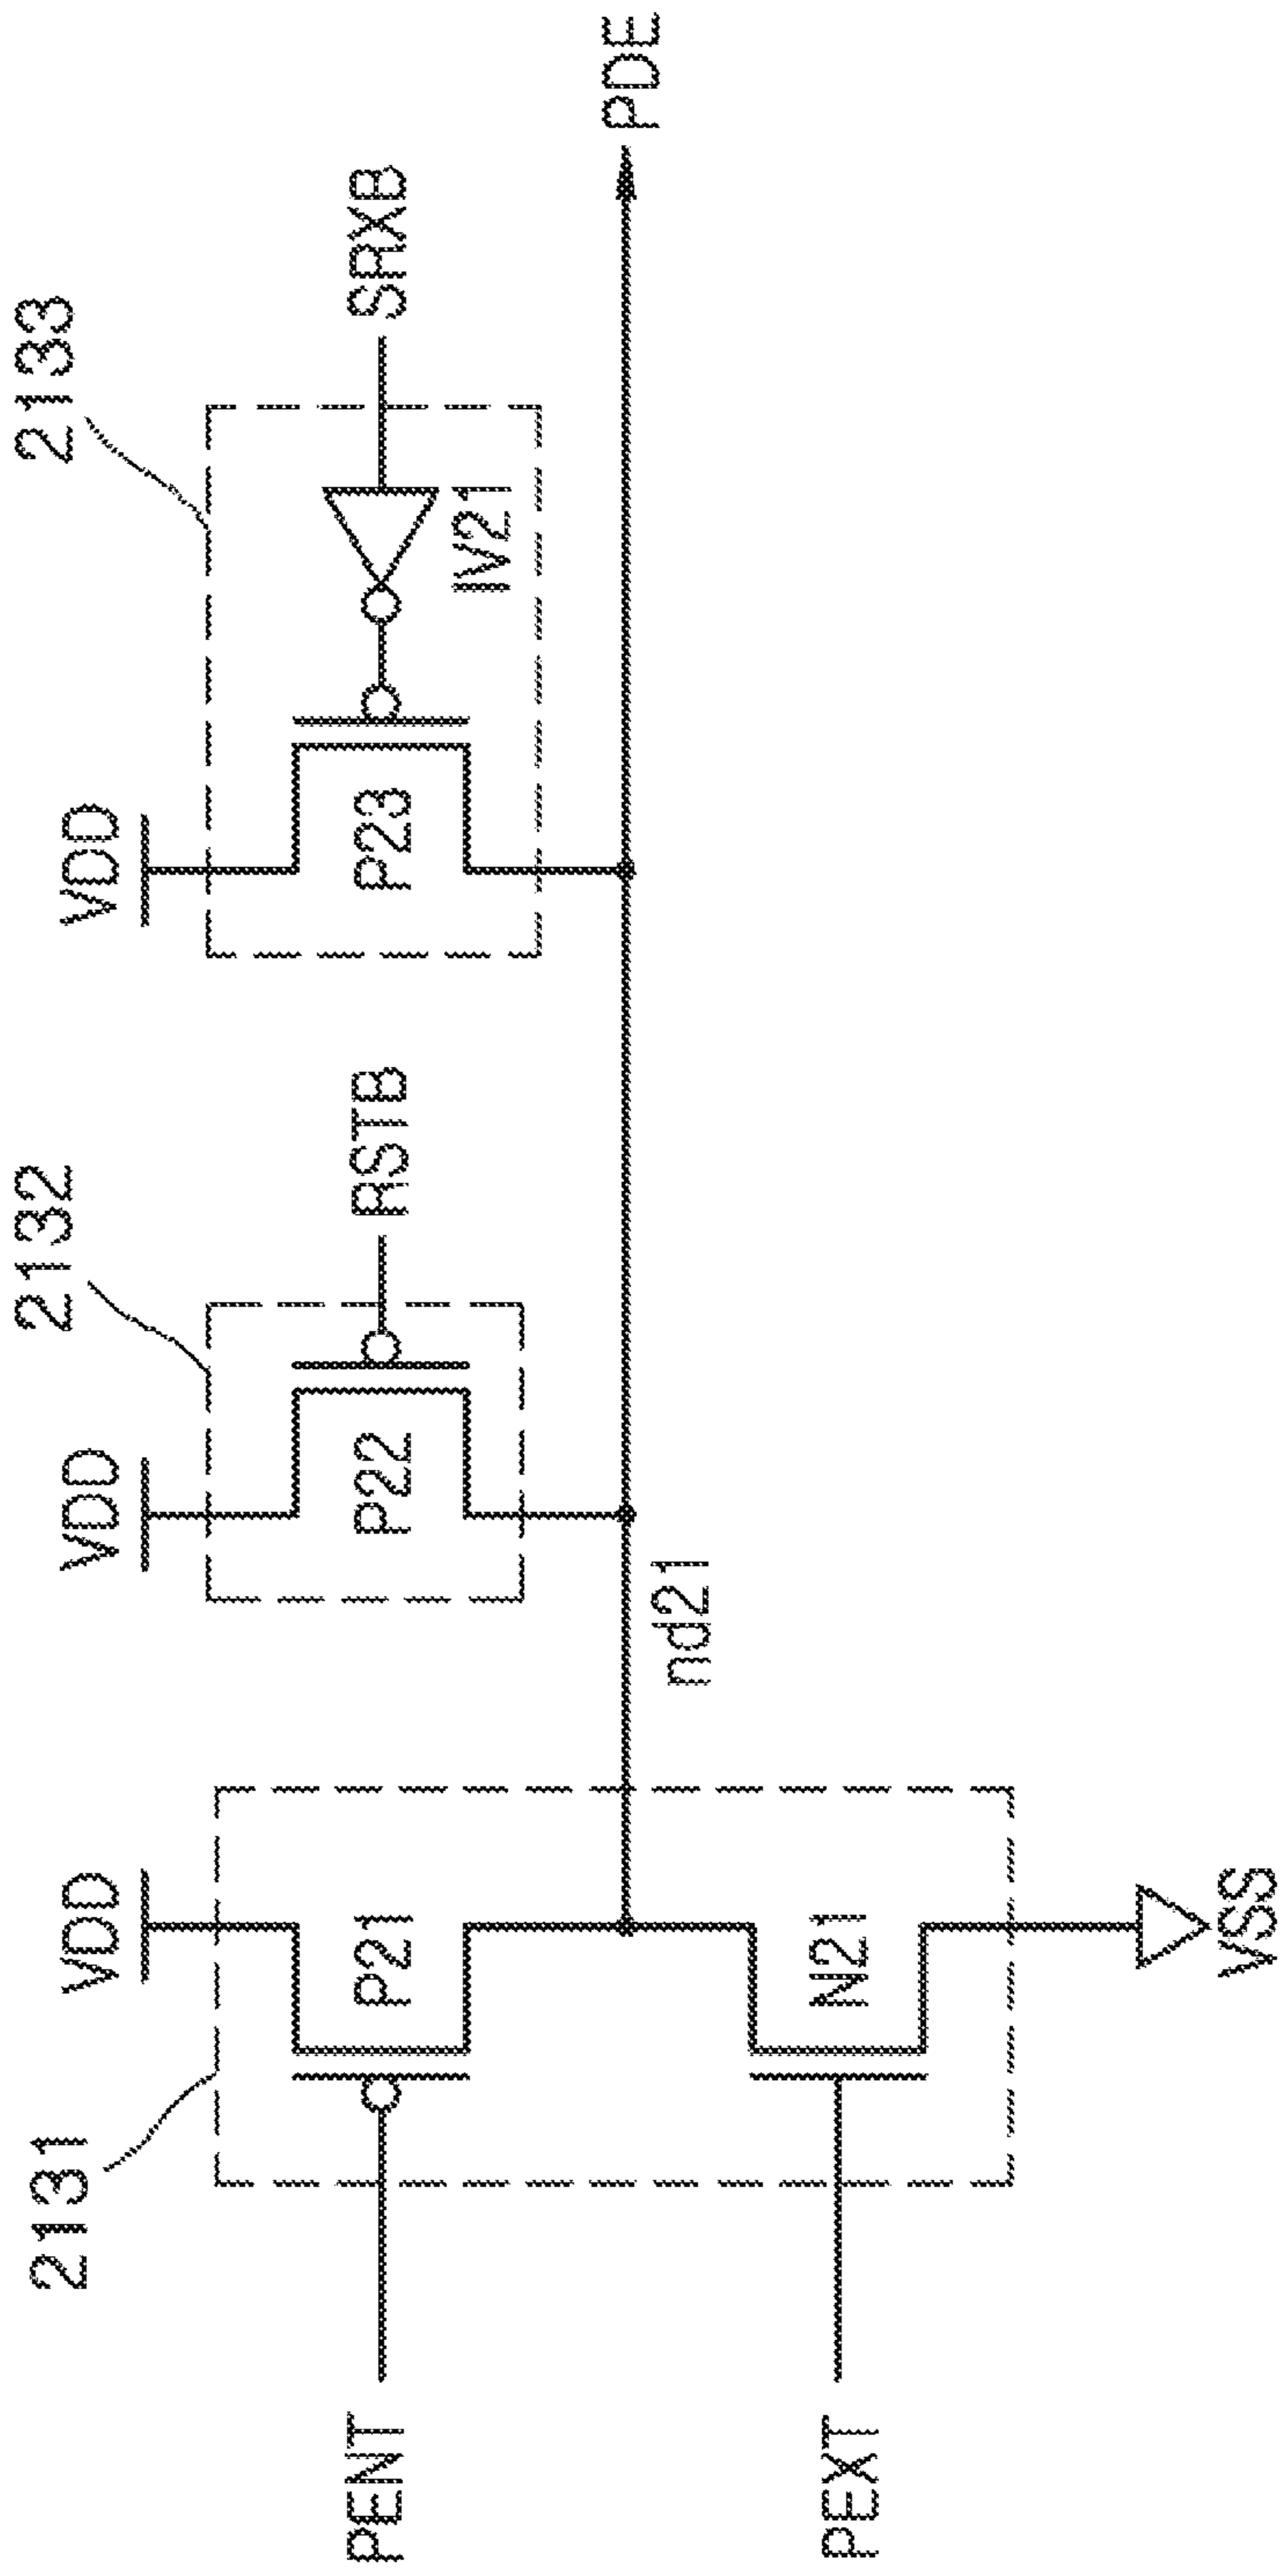 2131
2132
2133
VDD
VDD
VDD
PENT
P21
P22
RSTB
P23
IV21
SRXB
nd21
PDE
PEXT
N21
VSS